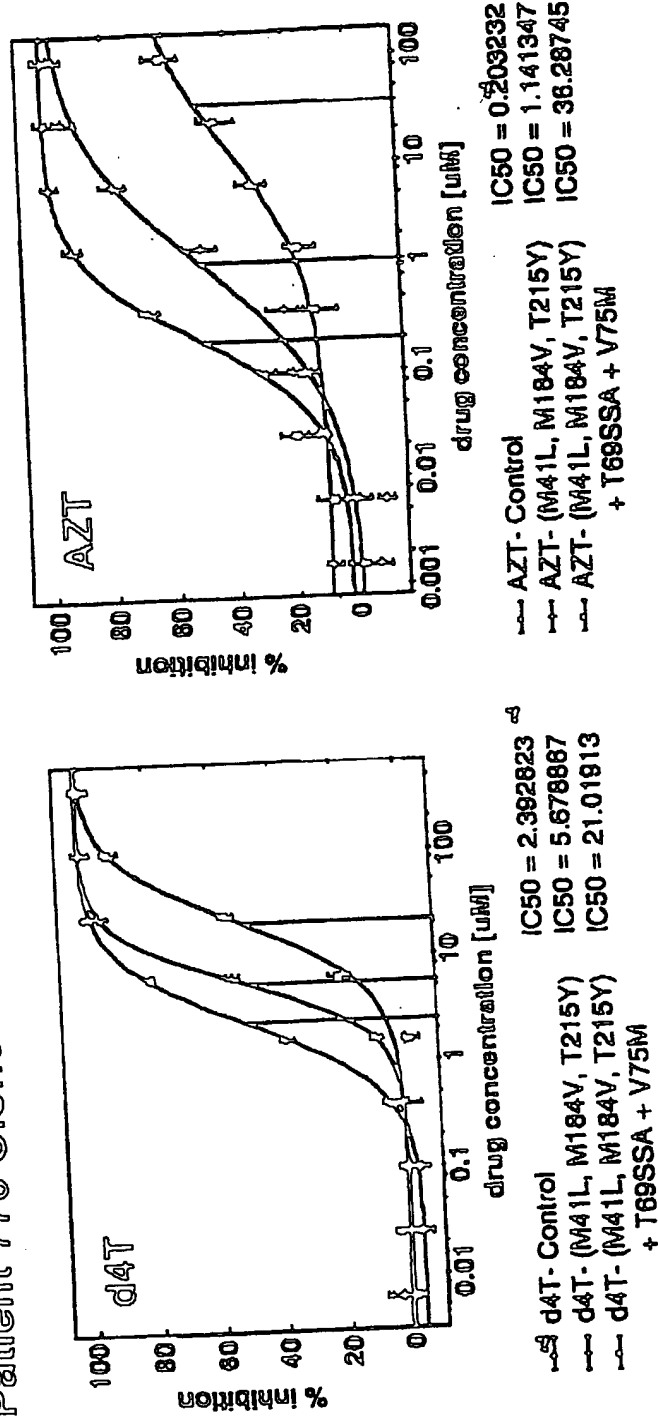 d4T
% inhibition
100
80
60
40
20
0
0.01
0.1
1
10
100
drug concentration [uM]
d4T- Control IC50 = 2.392823
d4T- (M41L, M184V, T215Y) IC50 = 5.678887
d4T- (M41L, M184V, T215Y) IC50 = 21.01913
+ T69SSA + V75M
AZT
% inhibition
100
80
60
40
20
0
0.001
0.01
0.1
1
10
100
drug concentration [uM]
AZT- Control IC50 = 0.203232
AZT- (M41L, M184V, T215Y) IC50 = 1.141347
AZT- (M41L, M184V, T215Y) IC50 = 36.28745
+ T69SSA + V75M